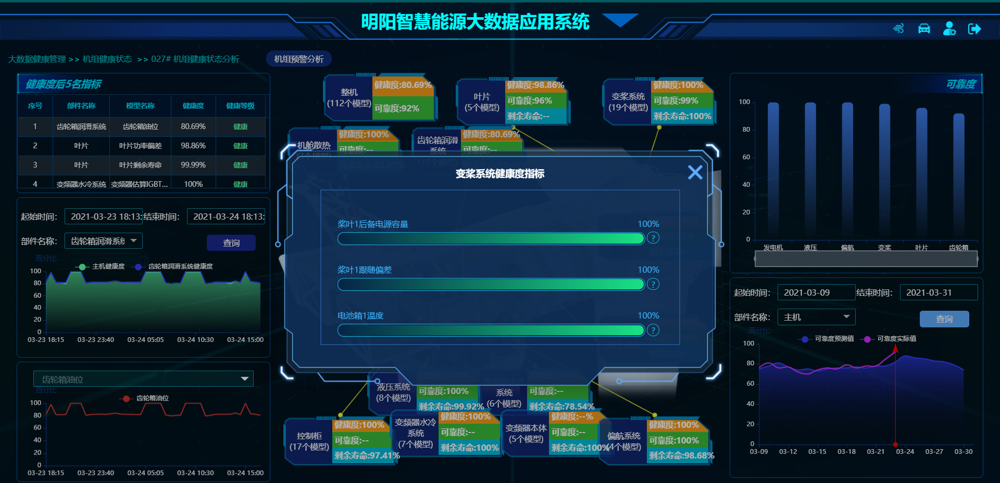 明阳智慧能源大数据应用系统
大数据健康管理 >> 机组健康状态 >> 027# 机组健康状态分析
机组预警分析
健康度后5名指标
序号 部件名称 模型名称 健康度 健康等级
1 齿轮箱润滑系统 齿轮箱油位 80.69% 健康
2 叶片 叶片功率偏差 98.86% 健康
3 叶片 叶片剩余寿命 99.99% 健康
4 变频器水冷系统 变频器估算IGBT... 100% 健康
起始时间: 2021-03-23 18:13: 结束时间: 2021-03-24 18:13:
部件名称: 齿轮箱润滑系统 查询
百分比
主机健康度 齿轮箱润滑系统健康度
100
80
60
40
20
0
03-23 18:15 03-23 23:40 03-24 05:05 03-24 10:30 03-24 15:00
齿轮箱油位
百分比
齿轮箱油位
100
80
60
40
20
0
03-23 18:15 03-23 23:40 03-24 05:05 03-24 10:30 03-24 15:00
整机
(112个模型)
健康度:80.69%
可靠度:92%
叶片
(5个模型)
健康度:98.86%
可靠度:96%
剩余寿命:--
变桨系统
(19个模型)
健康度:100%
可靠度:99%
剩余寿命:100%
机舱散热
健康度:100%
可靠度:--
齿轮箱润滑
系统
(16个模型)
健康度:80.69%
可靠度:--
变桨系统健康度指标
桨叶1后备电源容量 100%
?
桨叶1跟随偏差 100%
?
电池箱1温度 100%
?
液压系统
(8个模型)
可靠度:100%
剩余寿命:99.92%
系统
(6个模型)
可靠度:--
剩余寿命:78.54%
控制柜
(17个模型)
健康度:100%
可靠度:--
剩余寿命:97.41%
变频器水冷
系统
(7个模型)
健康度:100%
可靠度:--
剩余寿命:100%
变频器本体
(5个模型)
健康度:--%
可靠度:--
剩余寿命:100%
偏航系统
(4个模型)
健康度:100%
可靠度:100%
剩余寿命:98.68%
可靠度
100
80
60
40
20
0
发电机 液压 偏航 变桨 叶片 齿轮箱
起始时间: 2021-03-09 结束时间: 2021-03-31
部件名称: 主机 查询
百分比
可靠度预测值 可靠度实际值
100
80
60
40
20
0
03-09 03-12 03-15 03-18 03-21 03-24 03-27 03-30